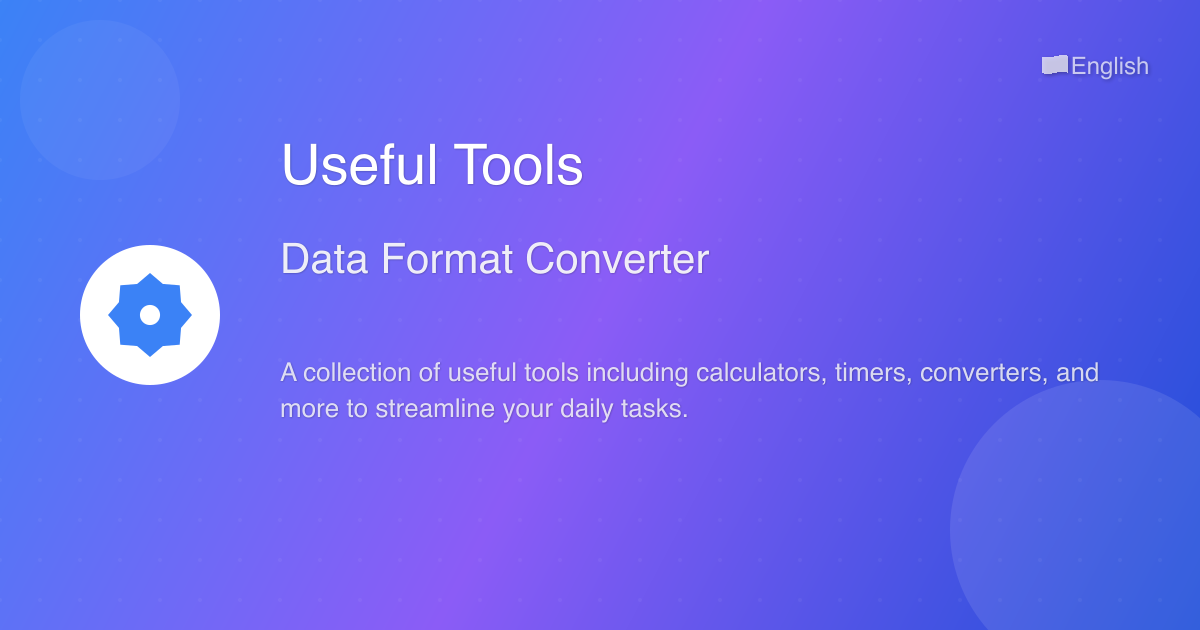 English
Useful Tools
Data Format Converter
A collection of useful tools including calculators, timers, converters, and
more to streamline your daily tasks.